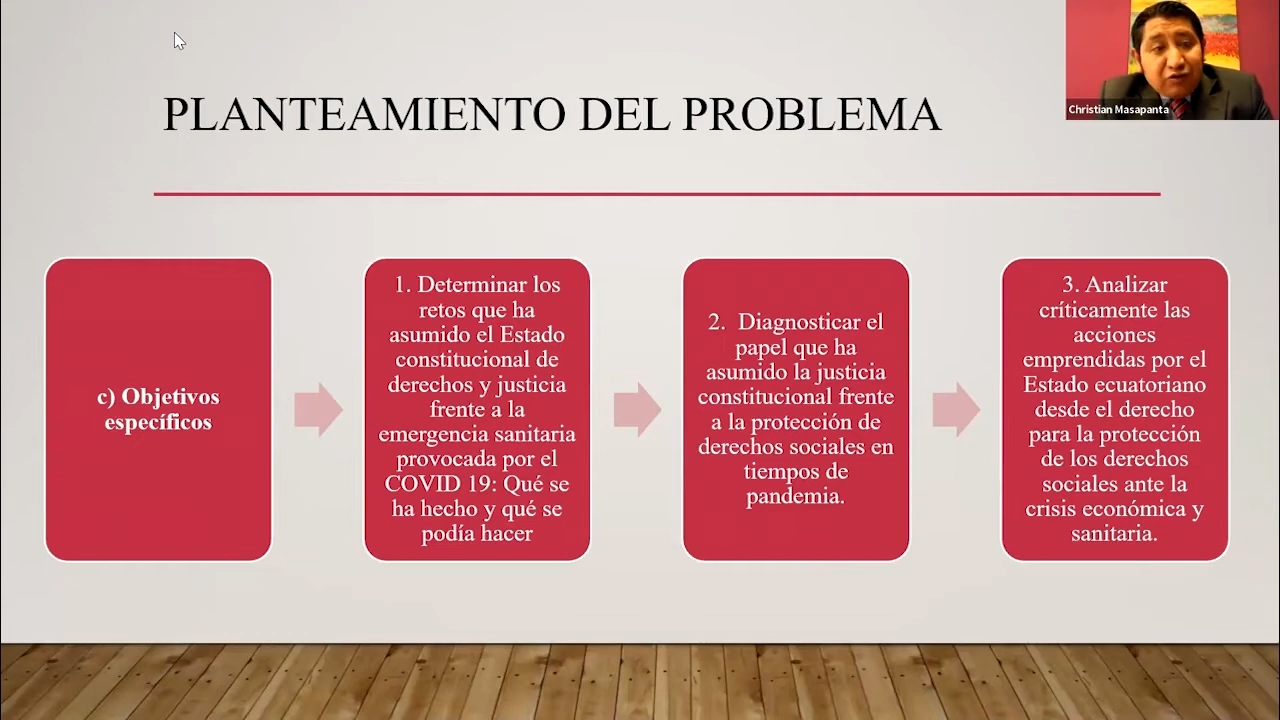 PLANTEAMIENTO DEL PROBLEMA
Christian Masapanta
c) Objetivos
específicos
1. Determinar los
retos que ha
asumido el Estado
constitucional de
derechos y justicia
frente a la
emergencia sanitaria
provocada por el
COVID 19: Qué se
ha hecho y qué se
podía hacer
2. Diagnosticar el
papel que ha
asumido la justicia
constitucional frente
a la protección de
derechos sociales en
tiempos de
pandemia.
3. Analizar
críticamente las
acciones
emprendidas por el
Estado ecuatoriano
desde el derecho
para la protección
de los derechos
sociales ante la
crisis económica y
sanitaria.